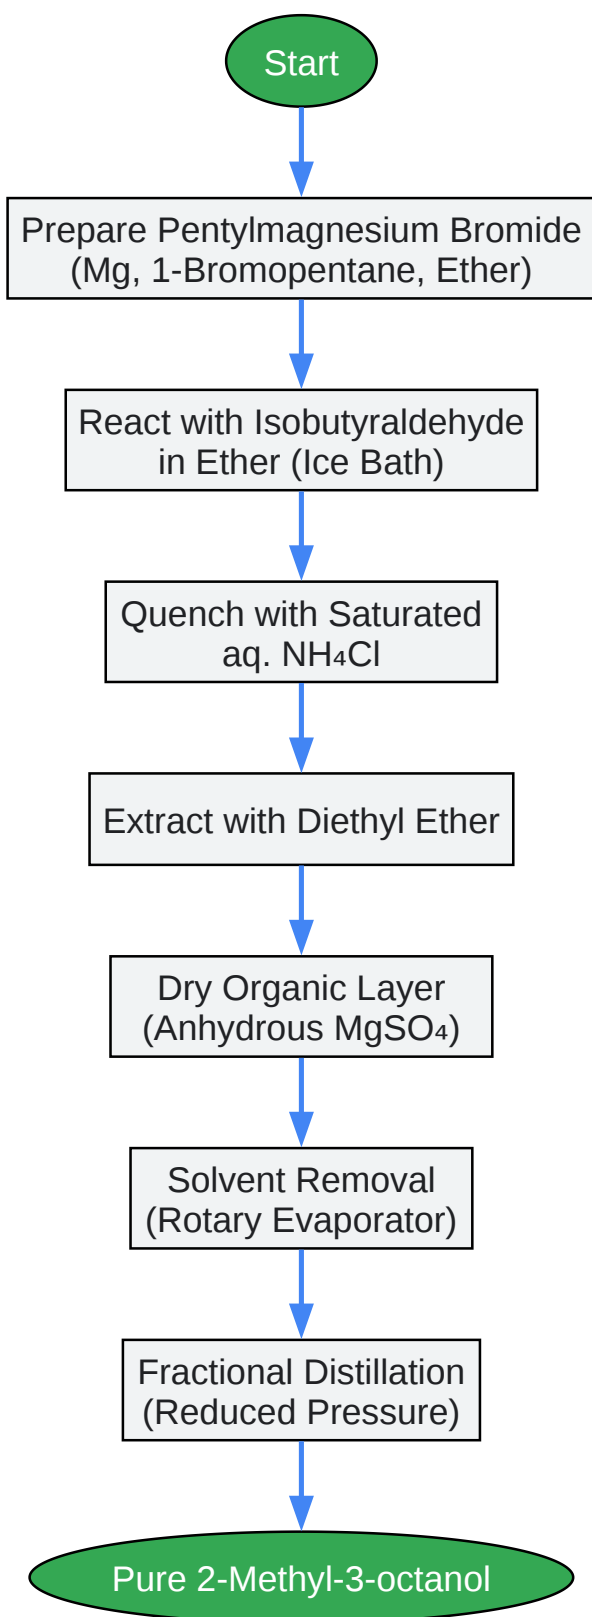 Start
Prepare Pentylmagnesium Bromide
(Mg, 1-Bromopentane, Ether)
React with Isobutyraldehyde
in Ether (Ice Bath)
Quench with Saturated
aq. NH₄Cl
Extract with Diethyl Ether
Dry Organic Layer
(Anhydrous MgSO₄)
Solvent Removal
(Rotary Evaporator)
Fractional Distillation
(Reduced Pressure)
Pure 2-Methyl-3-octanol